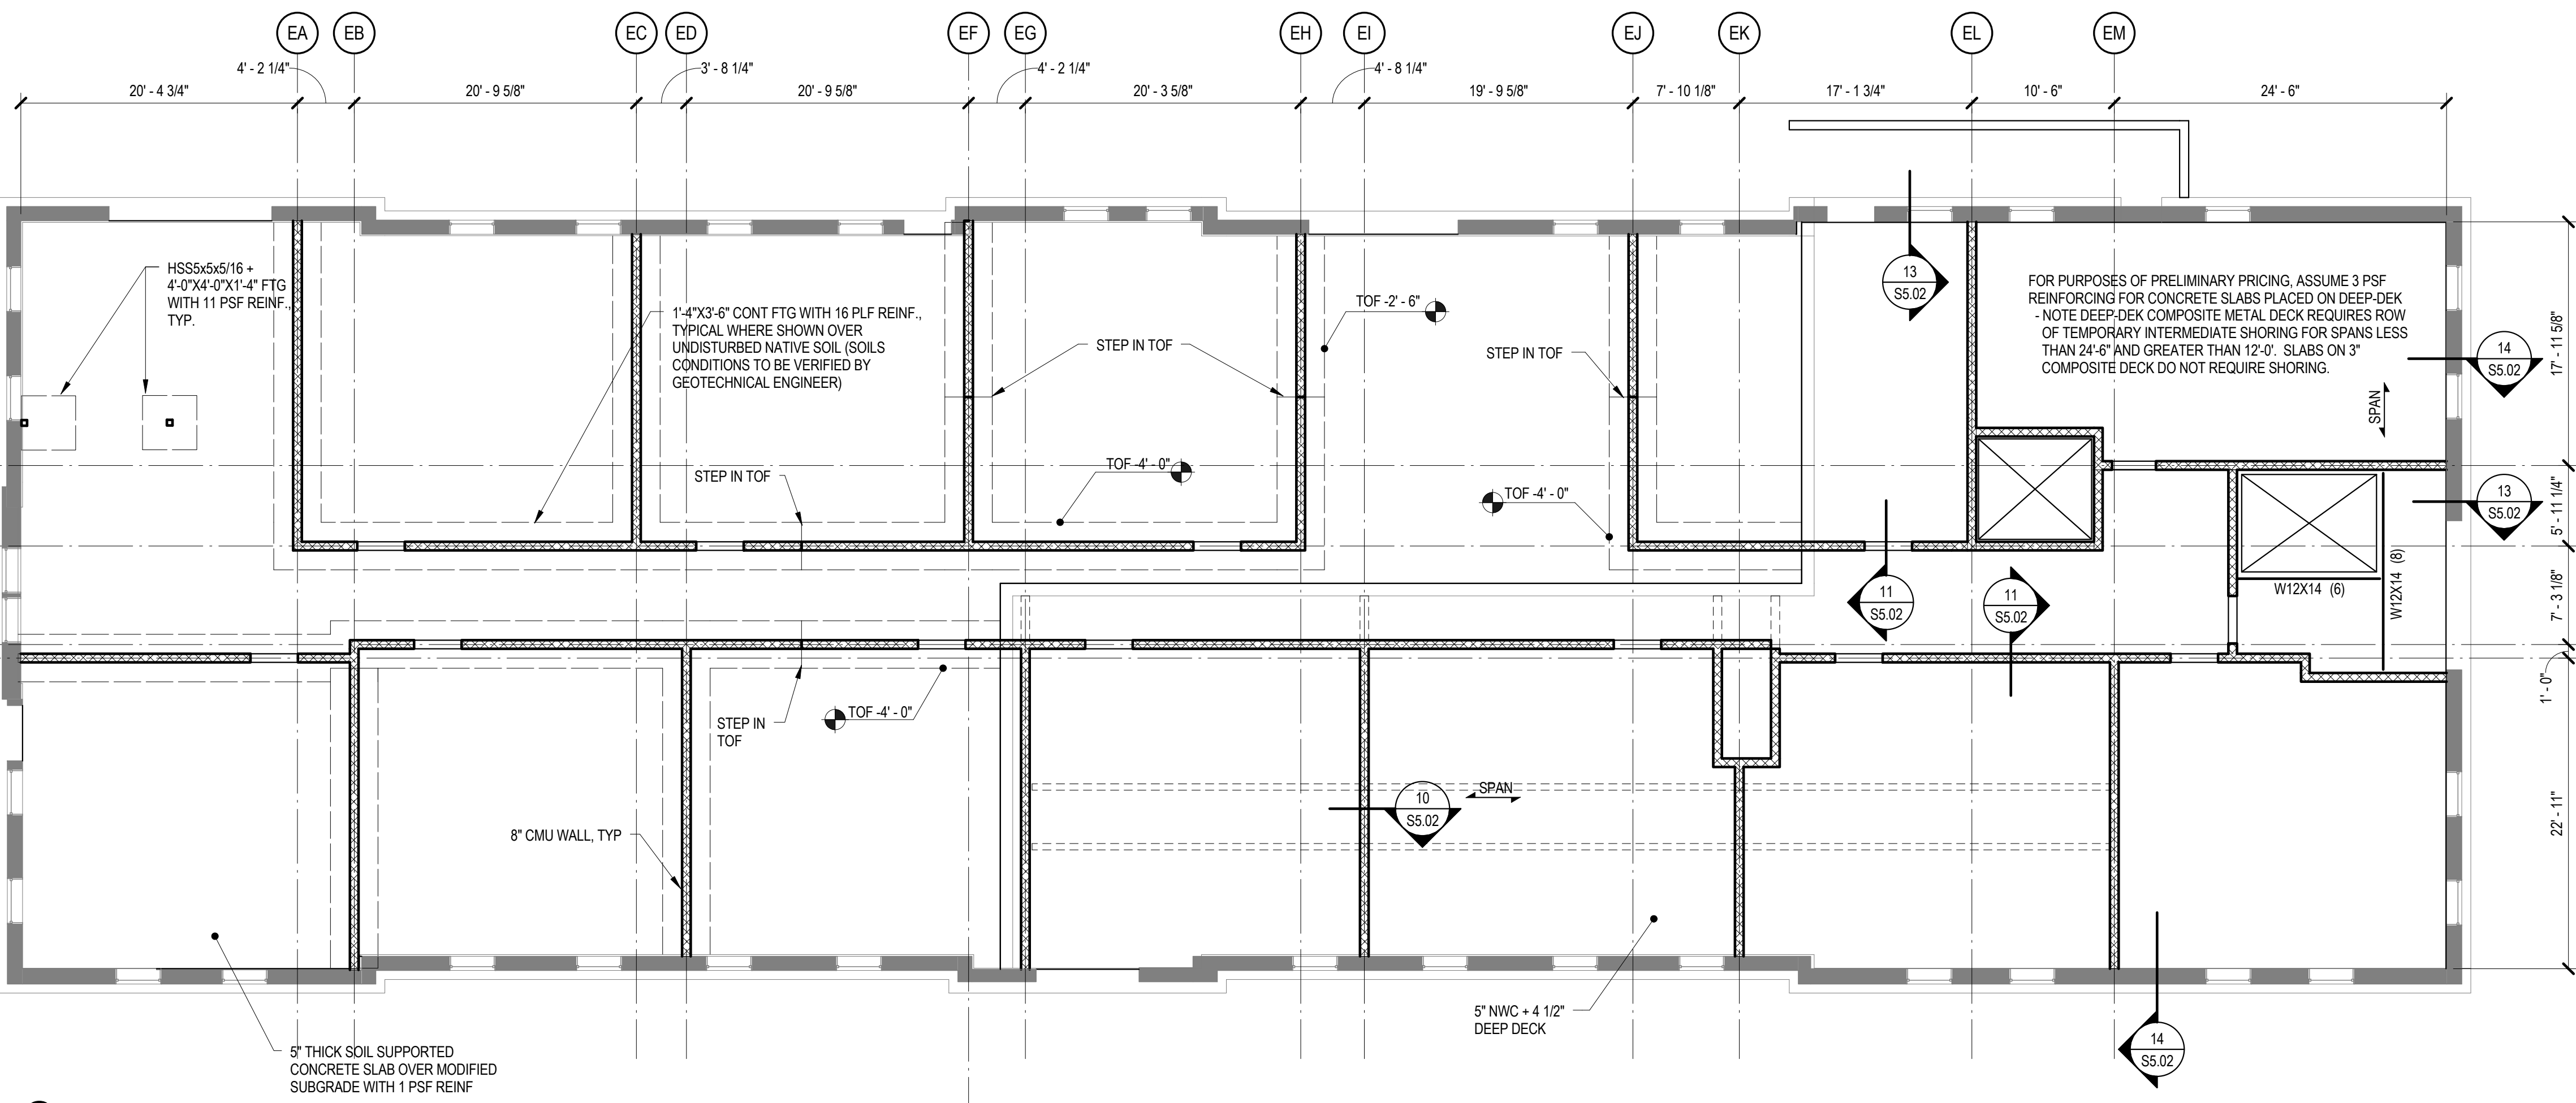 EA EB EC ED EF EG EH EI EJ EK EL EM
4' - 2 1/4"
3' - 8 1/4"
4' - 2 1/4"
4' - 8 1/4"
20' - 4 3/4"
20' - 9 5/8"
20' - 9 5/8"
20' - 3 5/8"
19' - 9 5/8"
7' - 10 1/8"
17' - 1 3/4"
10' - 6"
24' - 6"
HSS5x5x5/16 +
4'-0"X4'-0"X1'-4" FTG
WITH 11 PSF REINF.,
TYP.
1'-4"X3'-6" CONT FTG WITH 16 PLF REINF.,
TYPICAL WHERE SHOWN OVER
UNDISTURBED NATIVE SOIL (SOILS
CONDITIONS TO BE VERIFIED BY
GEOTECHNICAL ENGINEER)
STEP IN TOF
TOF -2' - 6"
STEP IN TOF
13
S5.02
FOR PURPOSES OF PRELIMINARY PRICING, ASSUME 3 PSF
REINFORCING FOR CONCRETE SLABS PLACED ON DEEP-DEK
- NOTE DEEP-DEK COMPOSITE METAL DECK REQUIRES ROW
OF TEMPORARY INTERMEDIATE SHORING FOR SPANS LESS
THAN 24'-6" AND GREATER THAN 12'-0'. SLABS ON 3"
COMPOSITE DECK DO NOT REQUIRE SHORING.
SPAN
14
S5.02
17' - 11 5/8"
STEP IN TOF
TOF -4' - 0"
TOF -4' - 0"
13
S5.02
5' - 11 1/4"
11
S5.02
11
S5.02
W12X14 (6)
W12X14 (8)
7' - 3 1/8"
1' - 0"
STEP IN
TOF
TOF -4' - 0"
8" CMU WALL, TYP
10
S5.02
SPAN
22' - 11"
5" NWC + 4 1/2"
DEEP DECK
14
S5.02
5" THICK SOIL SUPPORTED
CONCRETE SLAB OVER MODIFIED
SUBGRADE WITH 1 PSF REINF